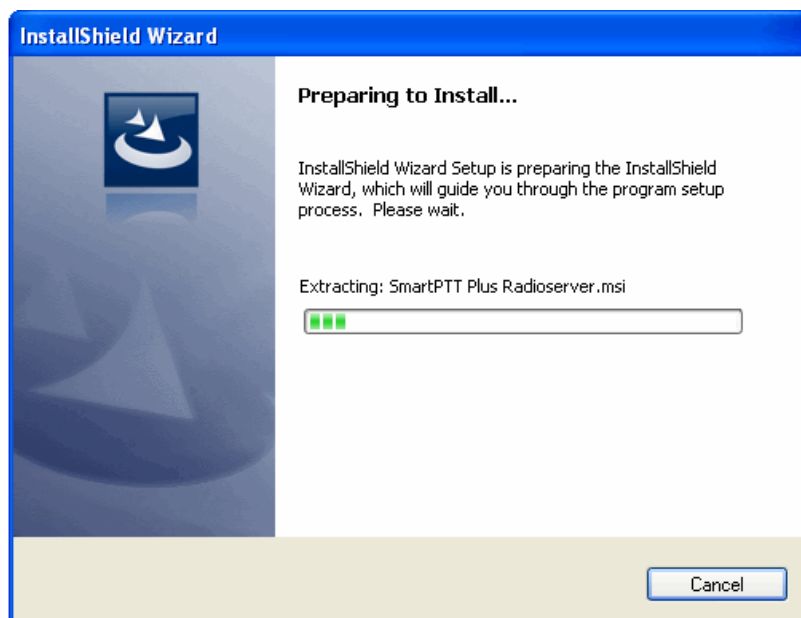 InstallShield Wizard
Preparing to Install...
InstallShield Wizard Setup is preparing the InstallShield
Wizard, which will guide you through the program setup
process. Please wait.
Extracting: SmartPTT Plus Radioserver.msi
Cancel